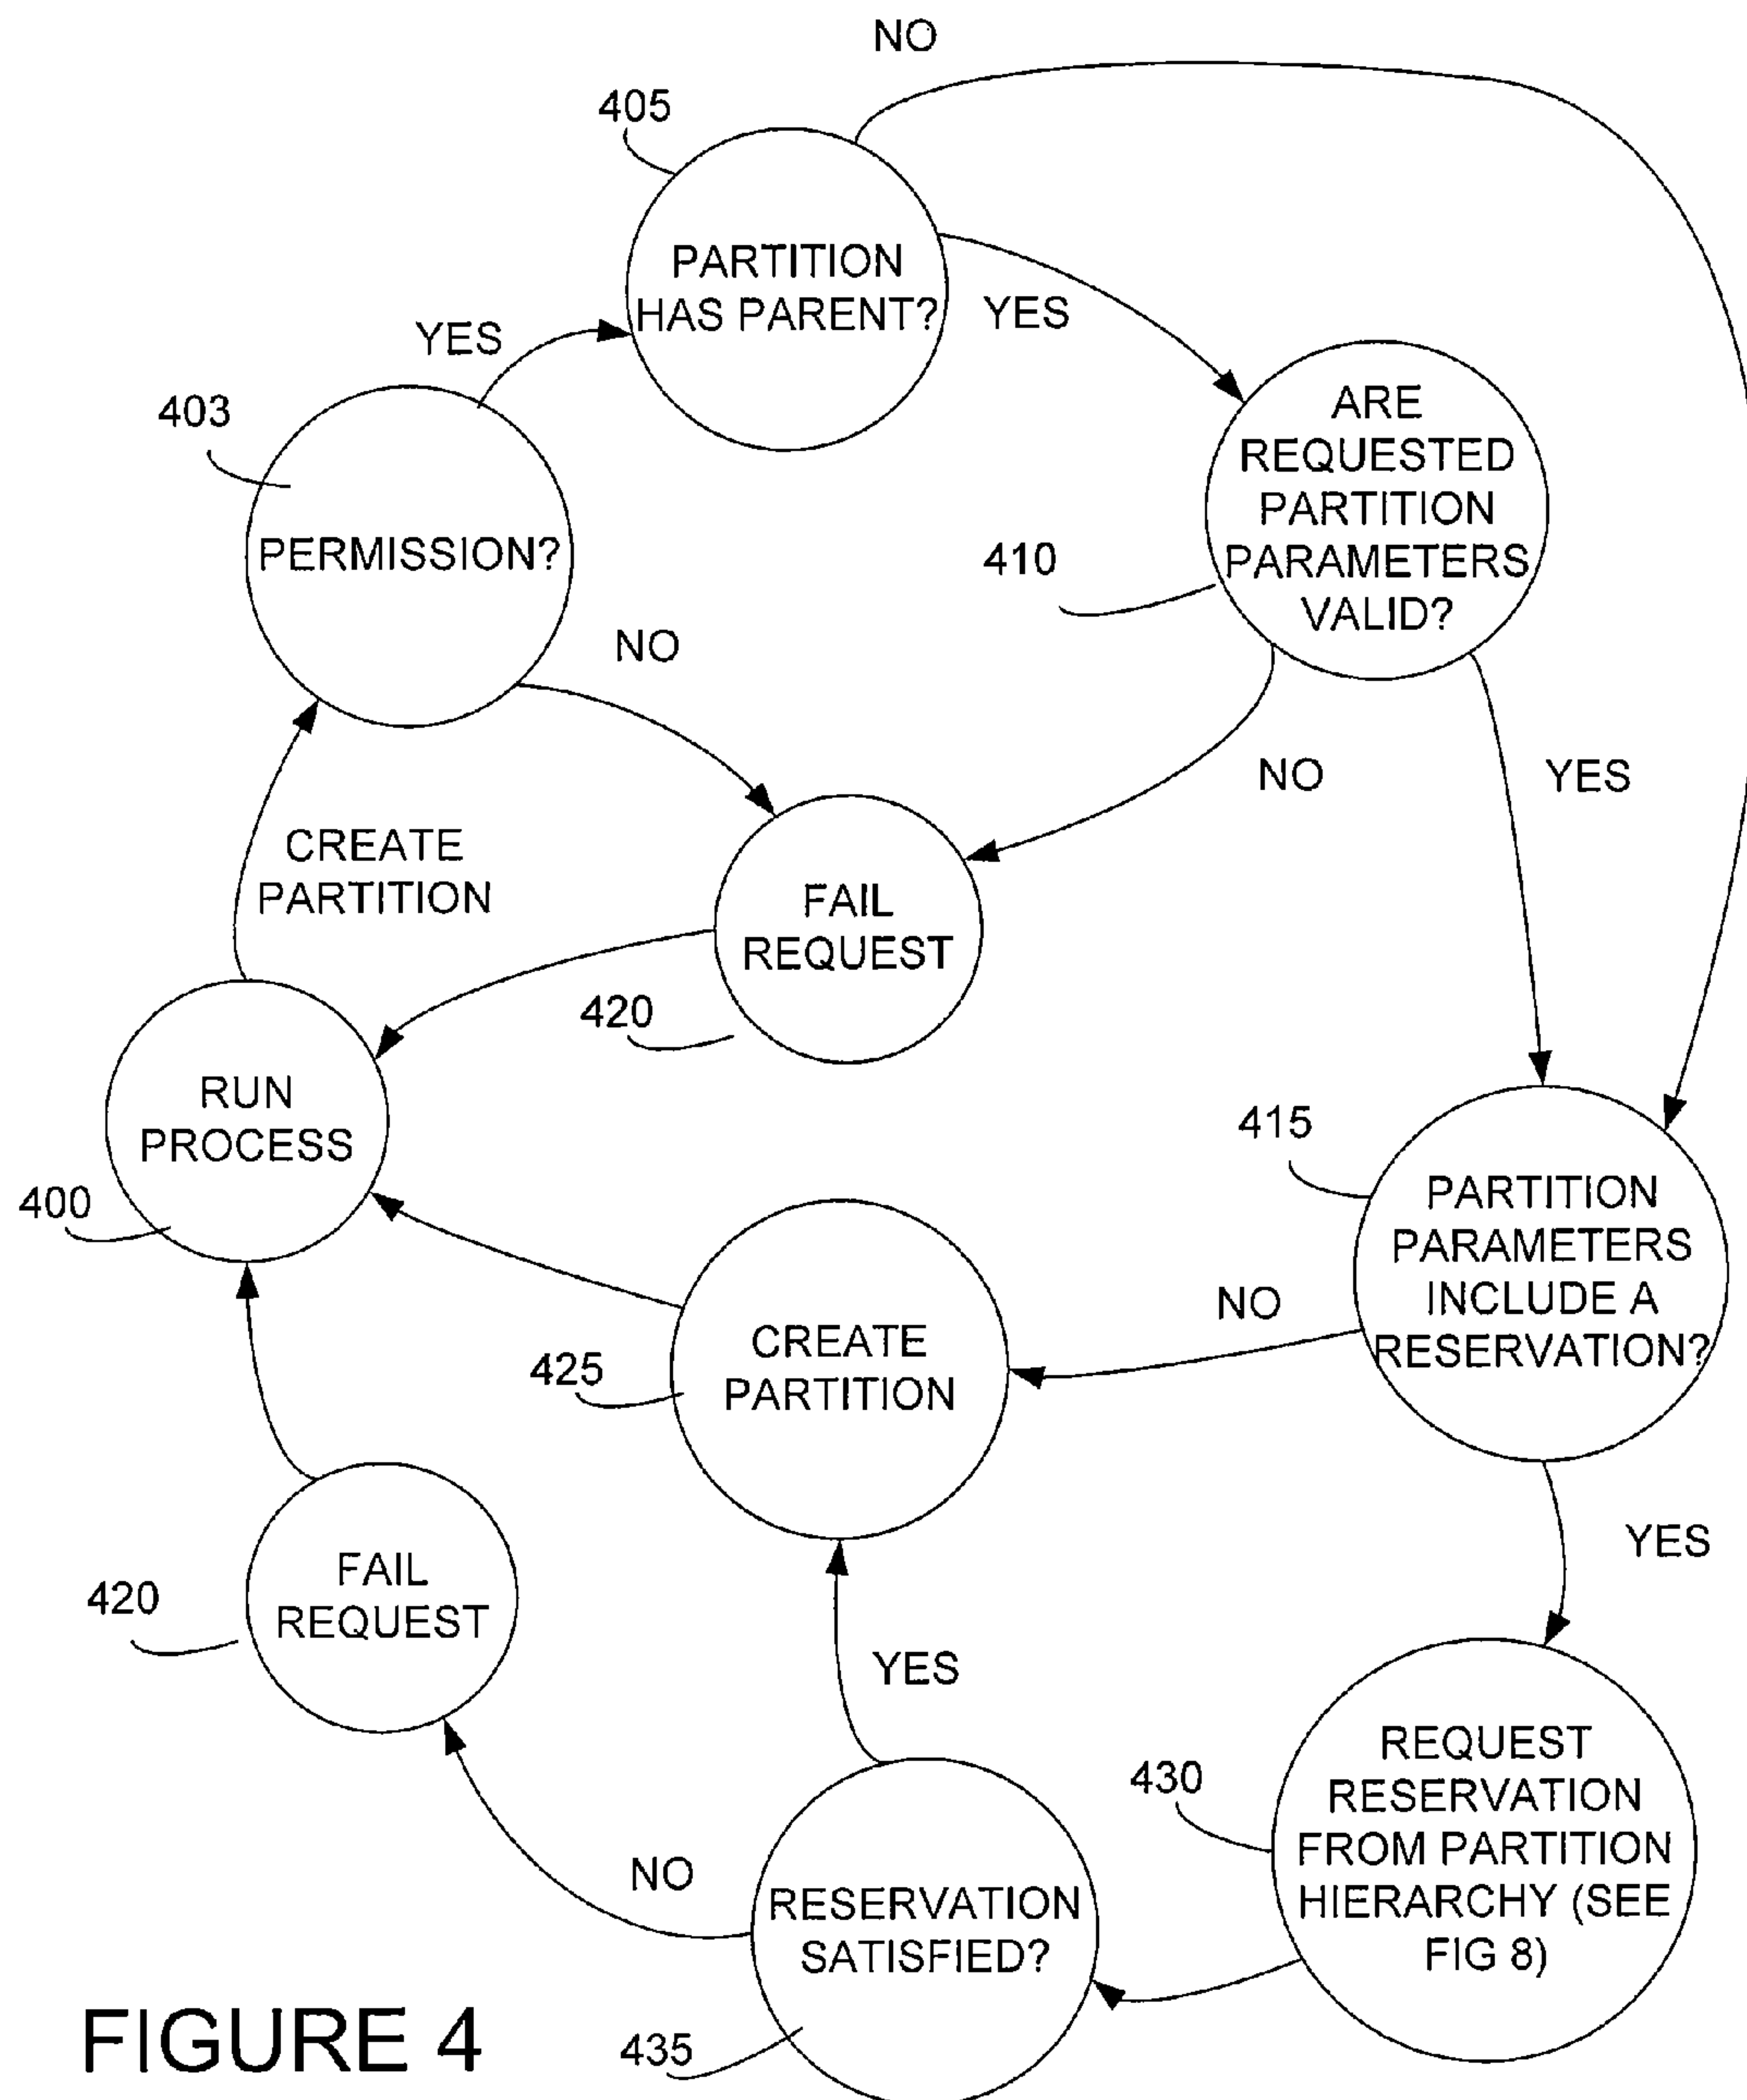 NO
405
PARTITION
HAS PARENT?
YES
YES
403
ARE
REQUESTED
PARTITION
PARAMETERS
VALID?
410
PERMISSION?
NO
NO
YES
CREATE
PARTITION
FAIL
REQUEST
420
RUN
PROCESS
400
415
PARTITION
PARAMETERS
INCLUDE A
RESERVATION?
NO
CREATE
PARTITION
425
YES
FAIL
REQUEST
420
YES
REQUEST
RESERVATION
FROM PARTITION
HIERARCHY (SEE
FIG 8)
430
NO
RESERVATION
SATISFIED?
435
FIGURE 4